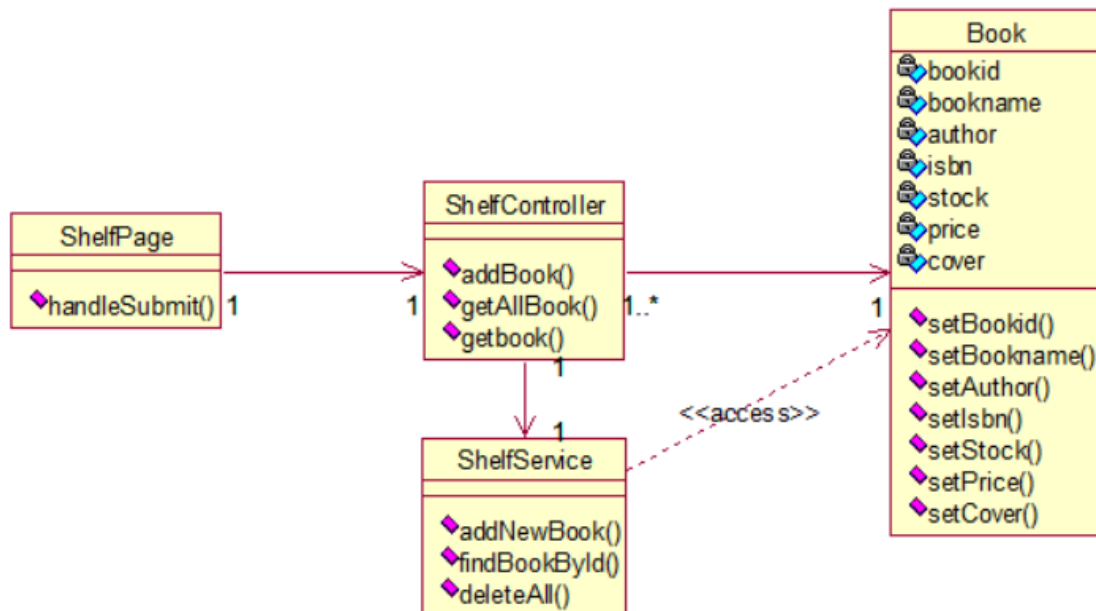 ShelfPage
handleSubmit()
1
1
ShelfController
addBook()
getAllBook()
getbook()
1..*
1
1
1
ShelfService
addNewBook()
findBookById()
deleteAll()
<<access>>
Book
bookid
bookname
author
isbn
stock
price
cover
setBookid()
setBookname()
setAuthor()
setIsbn()
setStock()
setPrice()
setCover()